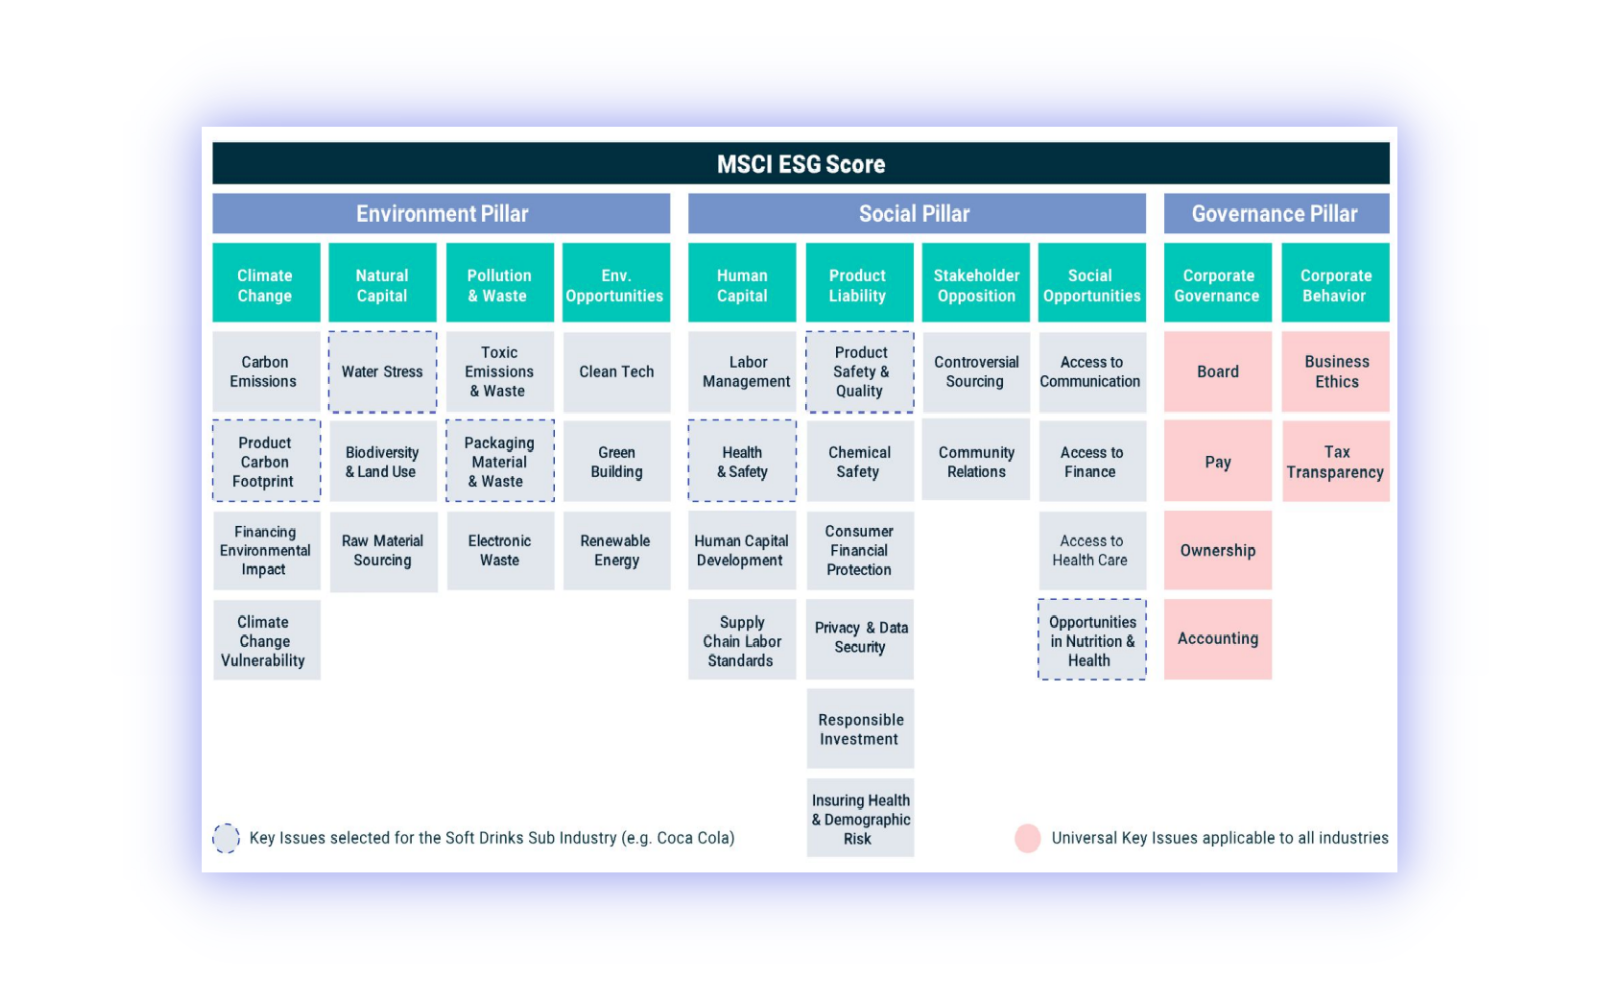 MSCI ESG Score
Environment Pillar
Social Pillar
Governance Pillar
Climate
Change
Natural
Capital
Pollution
& Waste
Env.
Opportunities
Human
Capital
Product
Liability
Stakeholder
Opposition
Social
Opportunities
Corporate
Governance
Corporate
Behavior
Carbon
Emissions
Water Stress
Toxic
Emissions
& Waste
Clean Tech
Labor
Management
Product
Safety &
Quality
Controversial
Sourcing
Access to
Communication
Board
Business
Ethics
Product
Carbon
Footprint
Biodiversity
& Land Use
Packaging
Material
& Waste
Green
Building
Health
& Safety
Chemical
Safety
Community
Relations
Access to
Finance
Pay
Tax
Transparency
Financing
Environmental
Impact
Raw Material
Sourcing
Electronic
Waste
Renewable
Energy
Human Capital
Development
Consumer
Financial
Protection
Access to
Health Care
Ownership
Climate
Change
Vulnerability
Supply
Chain Labor
Standards
Privacy & Data
Security
Opportunities
in Nutrition &
Health
Accounting
Responsible
Investment
Insuring Health
& Demographic
Risk
Key Issues selected for the Soft Drinks Sub Industry (e.g. Coca Cola)
Universal Key Issues applicable to all industries